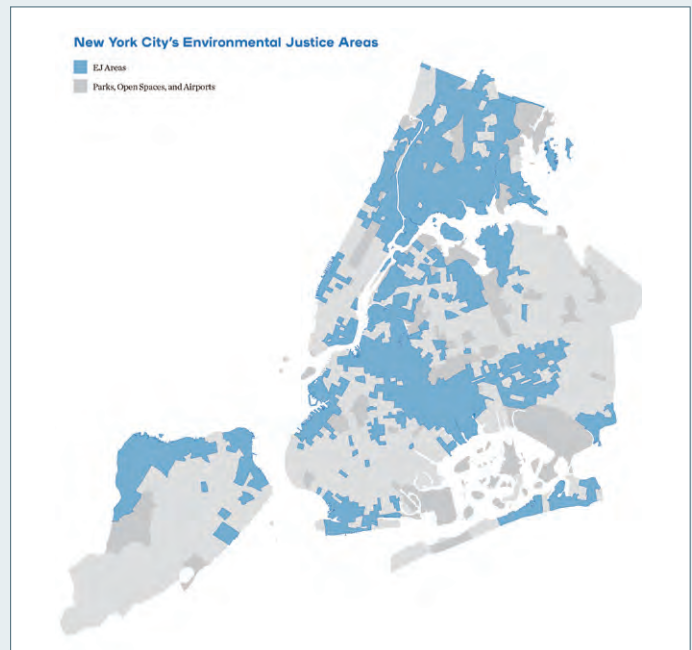 New York City's Environmental Justice Areas
EJ Areas
Parks, Open Spaces, and Airports